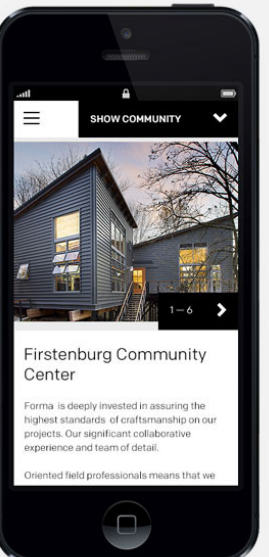 SHOW COMMUNITY
1 — 6
Firstenburg Community
Center
Forma is deeply invested in assuring the
highest standards of craftsmanship on our
projects. Our significant collaborative
experience and team of detail.
Oriented field professionals means that we